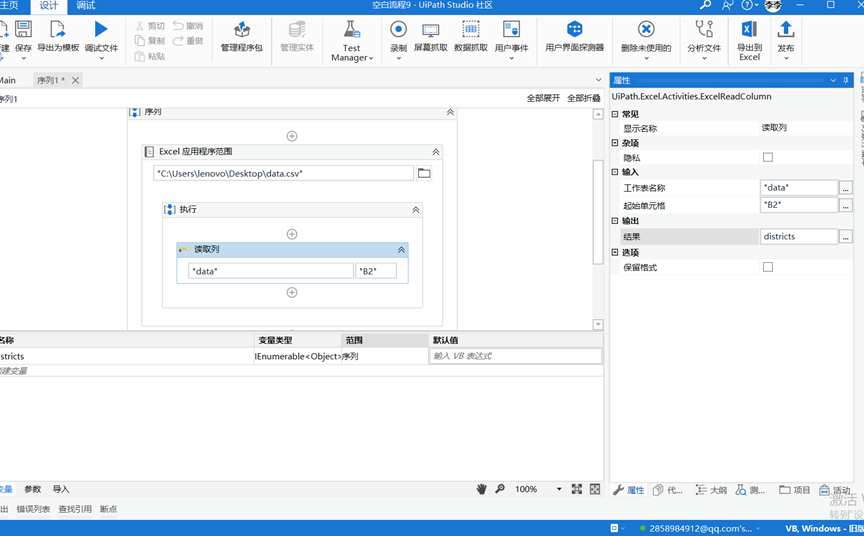 主页 设计 调试 空白流程9 - UiPath Studio 社区 李李
剪切 撤消
复制 重做
粘贴
保存 导出为模板 调试文件 管理程序包 管理实体 Test Manager 录制 屏幕抓取 数据抓取 用户事件 用户界面探测器 删除未使用的 分析文件 导出到 Excel 发布
Main 序列1 *
序列1 全部展开 全部折叠
序列
Excel 应用程序范围
"C:\Users\lenovo\Desktop\data.csv"
执行
读取列
"data" "B2"
名称 变量类型 范围 默认值
stricts IEnumerable<Object> 序列 输入 VB 表达式
创建变量
变量 参数 导入 100%
出 错误列表 查找引用 断点
属性
UiPath.Excel.Activities.ExcelReadColumn
常见
显示名称 读取列
杂项
隐私
输入
工作表名称 "data" ...
起始单元格 "B2" ...
输出
结果 districts ...
选项
保留格式
属性 代... 大纲 测... 项目 活动
激活 W
转到"设
2858984912@qq.com's... VB, Windows - 旧版